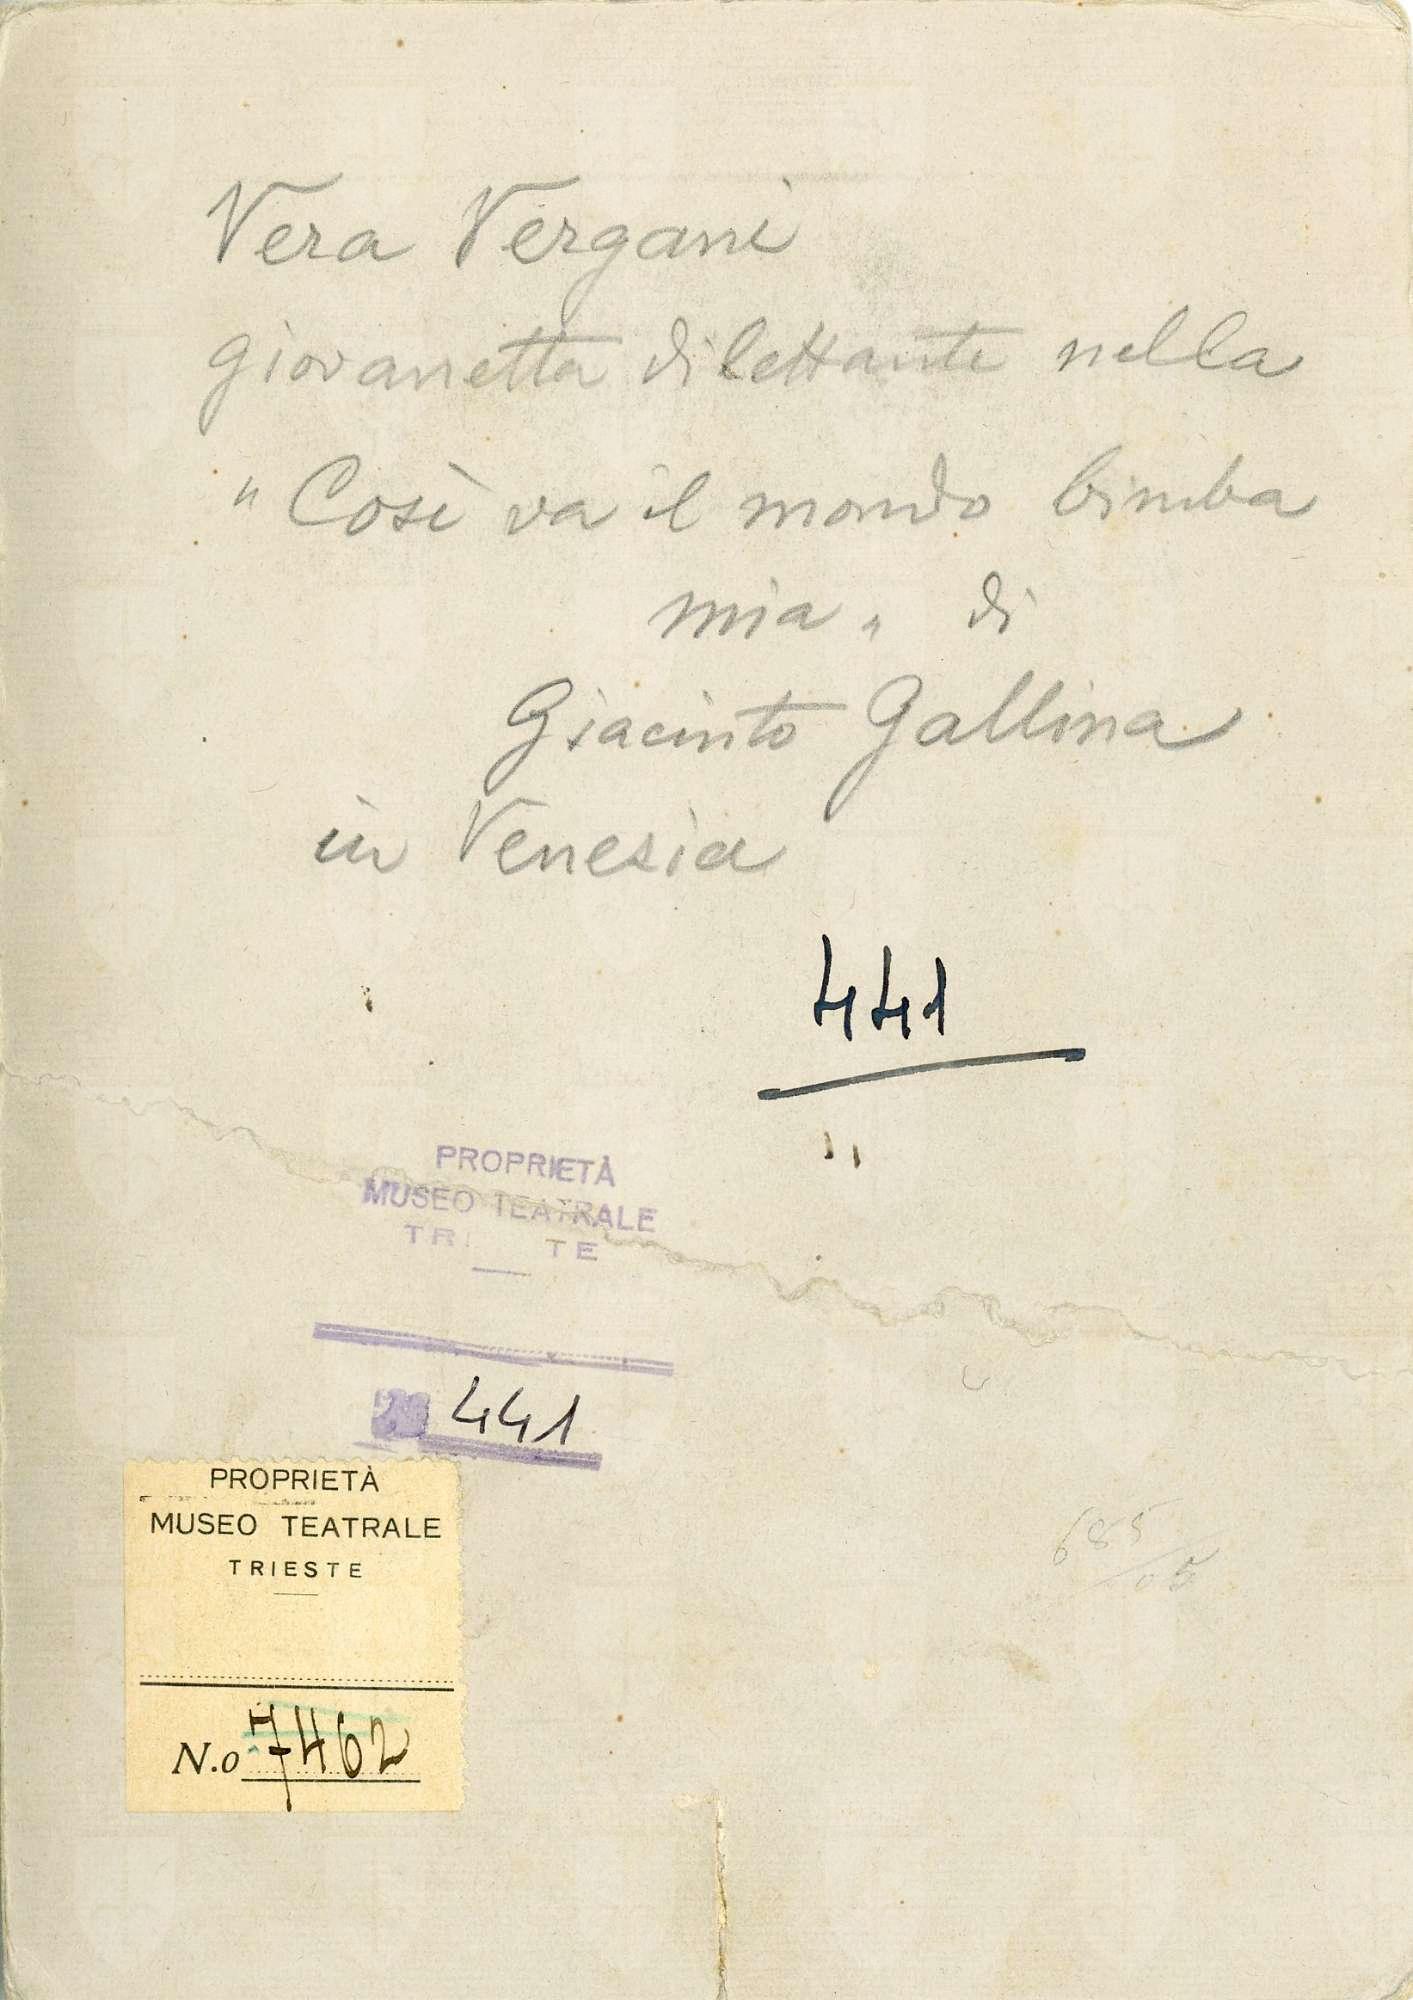 Vera Vergani
giovanetta dilettante nella
"Così va il mondo bimba
mia" di
Giacinto Gallina
in Venezia
441
PROPRIETÀ
MUSEO TEATRALE
TRI TE
441
PROPRIETÀ
MUSEO TEATRALE
TRIESTE
N.o 7462